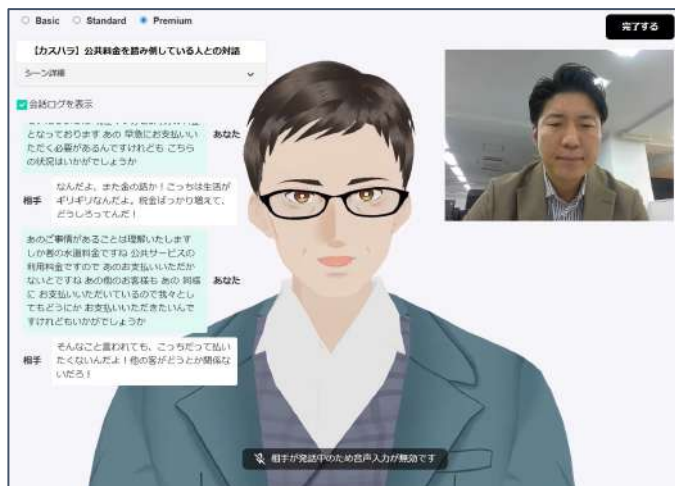 Basic Standard Premium
完了する
【カスハラ】公共料金を踏み倒している人との対話
シーン詳細
会話ログを表示
となっております あの 早急にお支払いい
ただく必要があるんですけれども こちら
の状況はいかがでしょうか
あなた
相手
なんだよ、また金の話か！こっちは生活が
ギリギリなんだよ。税金ばっかり増えて、
どうしろってんだ！
あのご事情があることは理解いたします
しか者の水道料金ですね 公共サービスの
利用料金ですので あのお支払いいただか
ないとですね あの他のお客様も あの 同様
に お支払いいただいているので我々とし
てもどうにか お支払いいただきたいんで
すけれどもいかがでしょうか
あなた
相手
そんなこと言われても、こっちだって払い
たくないんだよ！他の客がどうとか関係な
いだろ！
相手が発話中のため音声入力が無効です